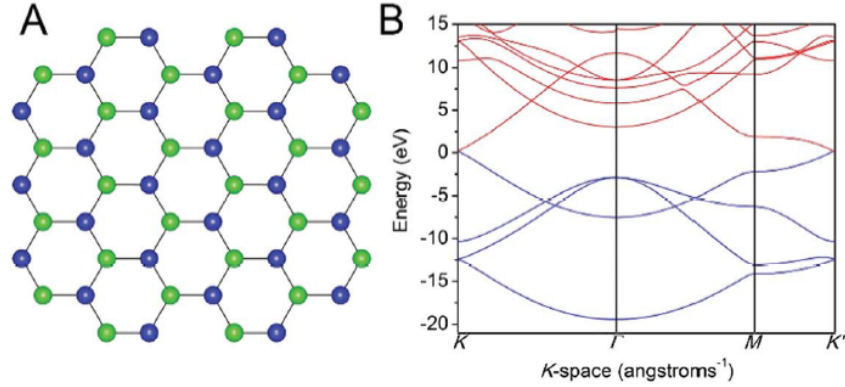 A
B
15
10
5
0
-5
-10
-15
-20
Energy (eV)
K
Γ
M
K'
K-space (angstroms⁻¹)